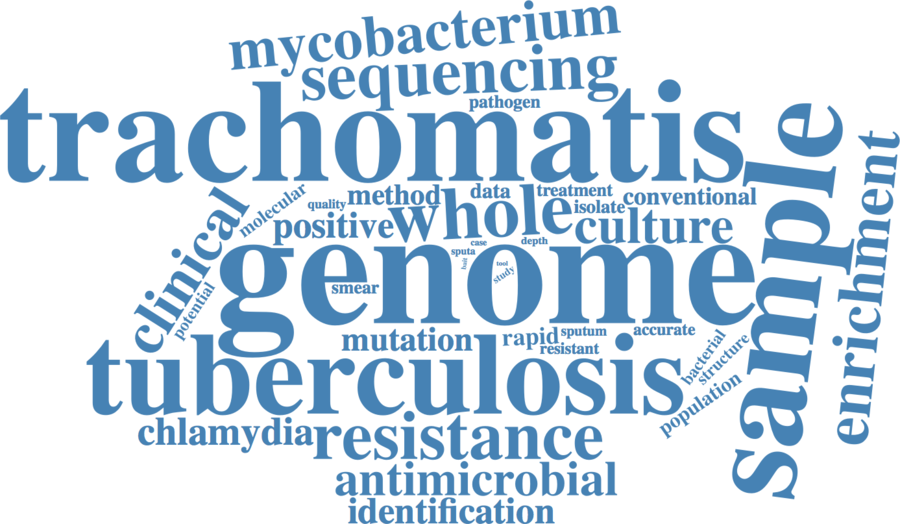 mycobacterium
sequencing
pathogen
trachomatis
sample
enrichment
molecular
quality
method
data
treatment
isolate
conventional
clinical
positive
whole
culture
case
depth
sputa
bait
tool
study
genome
potential
smear
mutation
rapid
sputum
accurate
resistant
bacterial
structure
population
tuberculosis
chlamydia
resistance
antimicrobial
identification